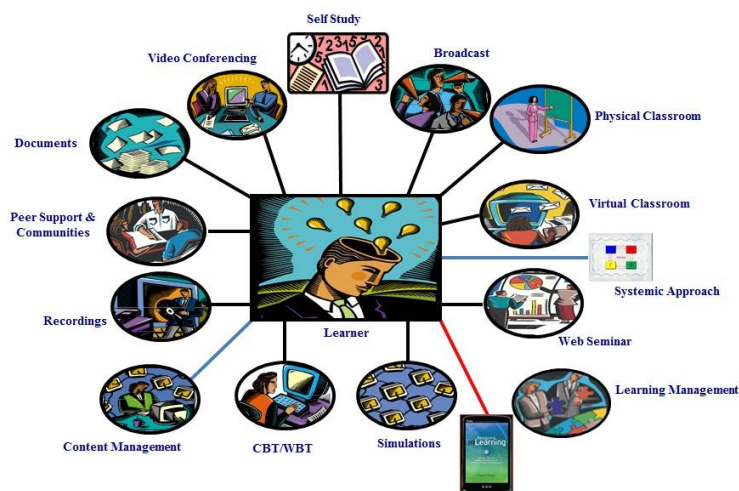 Self Study
Video Conferencing
Broadcast
Physical Classroom
Documents
Virtual Classroom
Peer Support &
Communities
Systemic Approach
Recordings
Learner
Web Seminar
Learning Management
Content Management
CBT/WBT
Simulations
Learning